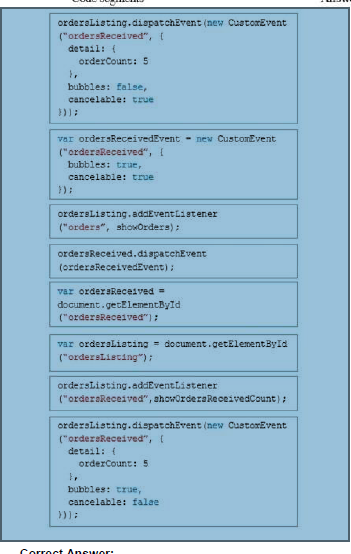 Code segments Answer
ordersListing.dispatchEvent(new CustomEvent
("ordersReceived", {
detail: {
orderCount: 5
},
bubbles: false,
cancelable: true
}));
var ordersReceivedEvent = new CustomEvent
("ordersReceived", {
bubbles: true,
cancelable: true
});
ordersListing.addEventListener
("orders", showOrders);
ordersReceived.dispatchEvent
(ordersReceivedEvent);
var ordersReceived =
document.getElementById
("ordersReceived");
var ordersListing = document.getElementById
("ordersListing");
ordersListing.addEventListener
("ordersReceived",showOrdersReceivedCount);
ordersListing.dispatchEvent(new CustomEvent
("ordersReceived", {
detail: {
orderCount: 5
},
bubbles: true,
cancelable: false
}));
Correct Answer: